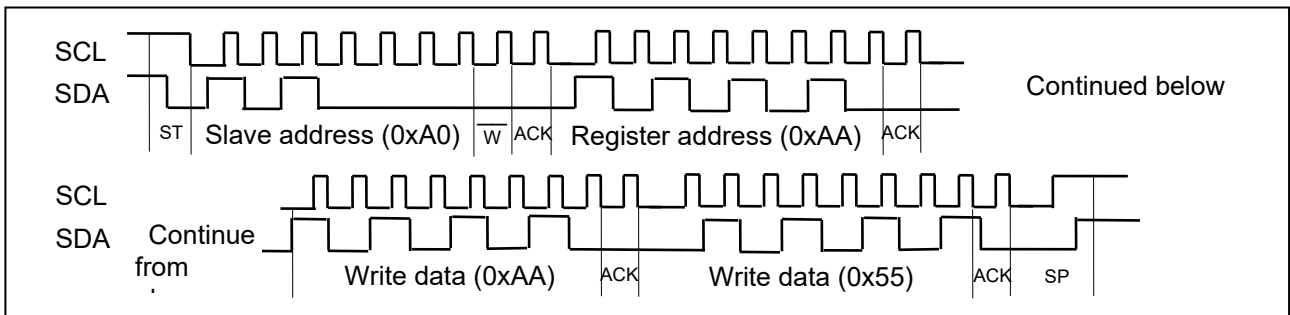 SCL
SDA
Continued below
ST Slave address (0xA0) W ACK Register address (0xAA) ACK
SCL
SDA Continue
from
Write data (0xAA) ACK Write data (0x55) ACK SP